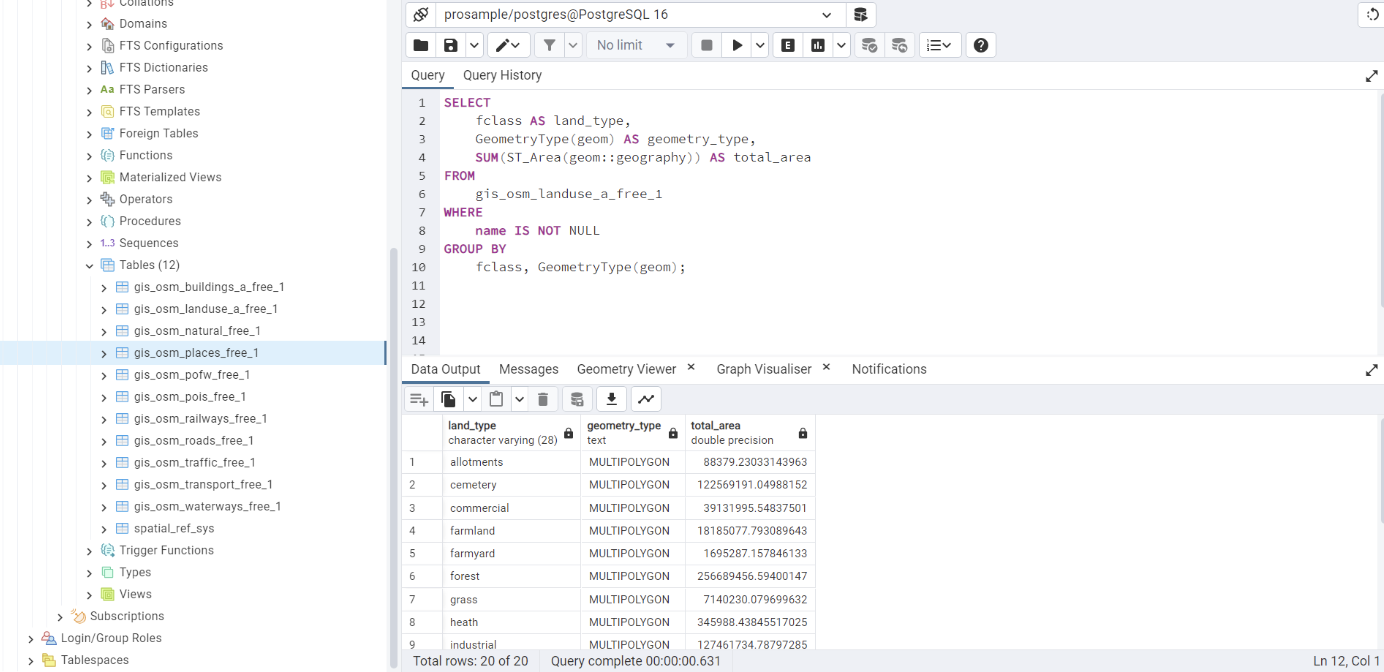 Collations
Domains
FTS Configurations
FTS Dictionaries
Aa FTS Parsers
FTS Templates
Foreign Tables
Functions
Materialized Views
Operators
Procedures
1..3 Sequences
Tables (12)
gis_osm_buildings_a_free_1
gis_osm_landuse_a_free_1
gis_osm_natural_free_1
gis_osm_places_free_1
gis_osm_pofw_free_1
gis_osm_pois_free_1
gis_osm_railways_free_1
gis_osm_roads_free_1
gis_osm_traffic_free_1
gis_osm_transport_free_1
gis_osm_waterways_free_1
spatial_ref_sys
Trigger Functions
Types
Views
Subscriptions
Login/Group Roles
Tablespaces
prosample/postgres@PostgreSQL 16
No limit
E
Query Query History
1 SELECT
2 fclass AS land_type,
3 GeometryType(geom) AS geometry_type,
4 SUM(ST_Area(geom::geography)) AS total_area
5 FROM
6 gis_osm_landuse_a_free_1
7 WHERE
8 name IS NOT NULL
9 GROUP BY
10 fclass, GeometryType(geom);
11
12
13
14
Data Output Messages Geometry Viewer × Graph Visualiser × Notifications
land_type geometry_type total_area
character varying (28) text double precision
1 allotments MULTIPOLYGON 88379.23033143963
2 cemetery MULTIPOLYGON 122569191.04988152
3 commercial MULTIPOLYGON 39131995.54837501
4 farmland MULTIPOLYGON 18185077.793089643
5 farmyard MULTIPOLYGON 1695287.157846133
6 forest MULTIPOLYGON 256689456.59400147
7 grass MULTIPOLYGON 7140230.079699632
8 heath MULTIPOLYGON 345988.43845517025
9 industrial MULTIPOLYGON 127461734.78797285
Total rows: 20 of 20 Query complete 00:00:00.631 Ln 12, Col 1